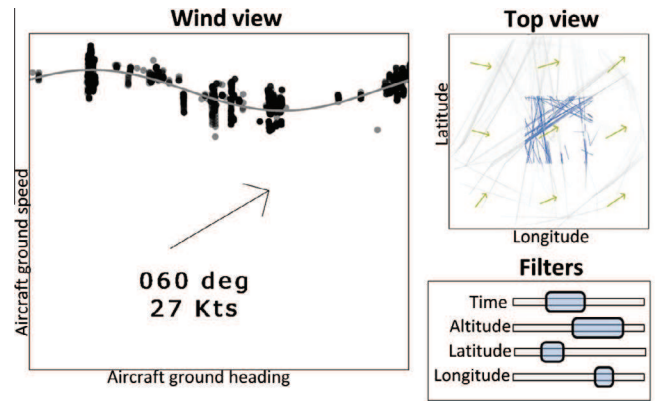 Wind view
Aircraft ground speed
060 deg
27 Kts
Aircraft ground heading
Top view
Latitude
Longitude
Filters
Time
Altitude
Latitude
Longitude